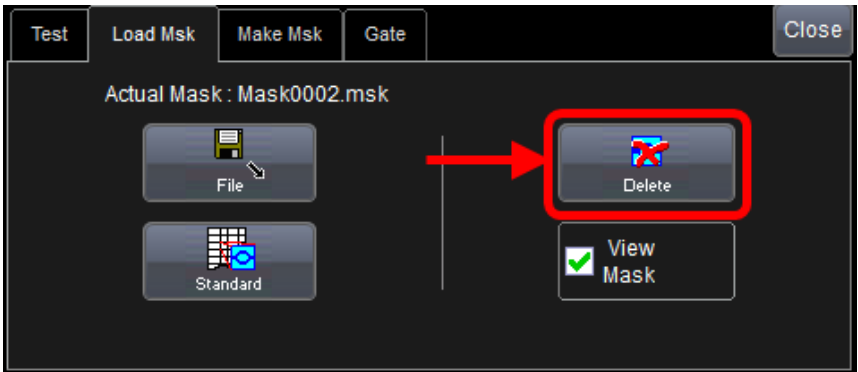 Test
Load Msk
Make Msk
Gate
Close
Actual Mask : Mask0002.msk
File
Delete
Standard
View
Mask